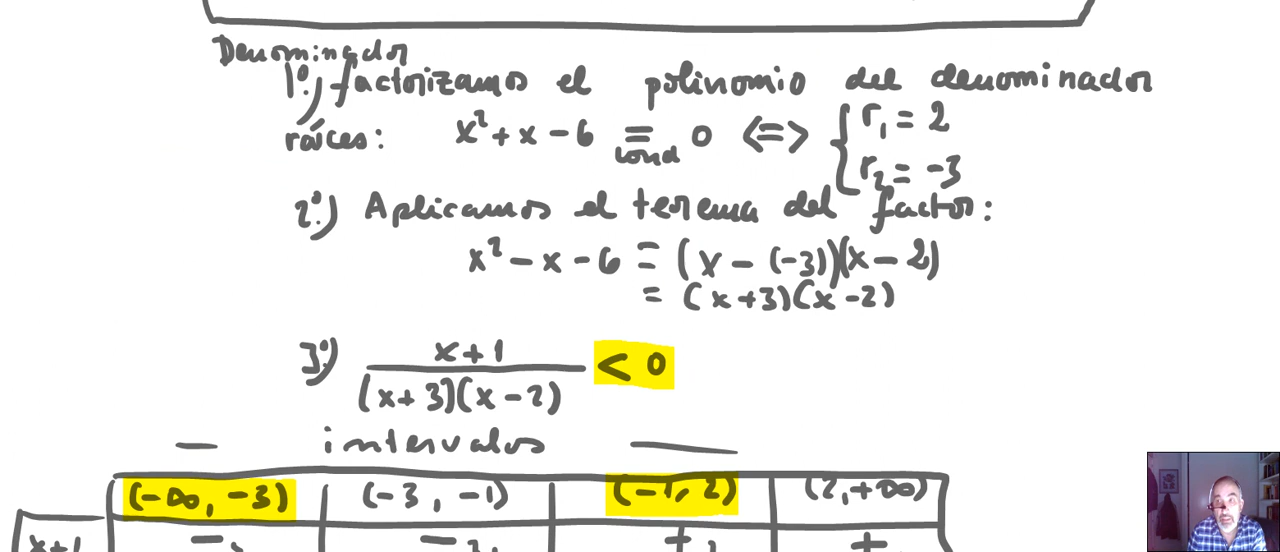 Denominador
1º) factorizamos el polinomio del denominador
raíces: x² + x - 6 = 0 <=> { r₁ = 2
cond
r₂ = -3
2º) Aplicamos el terema del factor:
x² - x - 6 = (x - (-3))(x - 2)
= (x+3)(x-2)
3º) x+1 / (x+3)(x-2) < 0
— intervalos —
(-∞, -3) (-3, -1) (-1, 2) (2, +∞)
x+1 - - + +